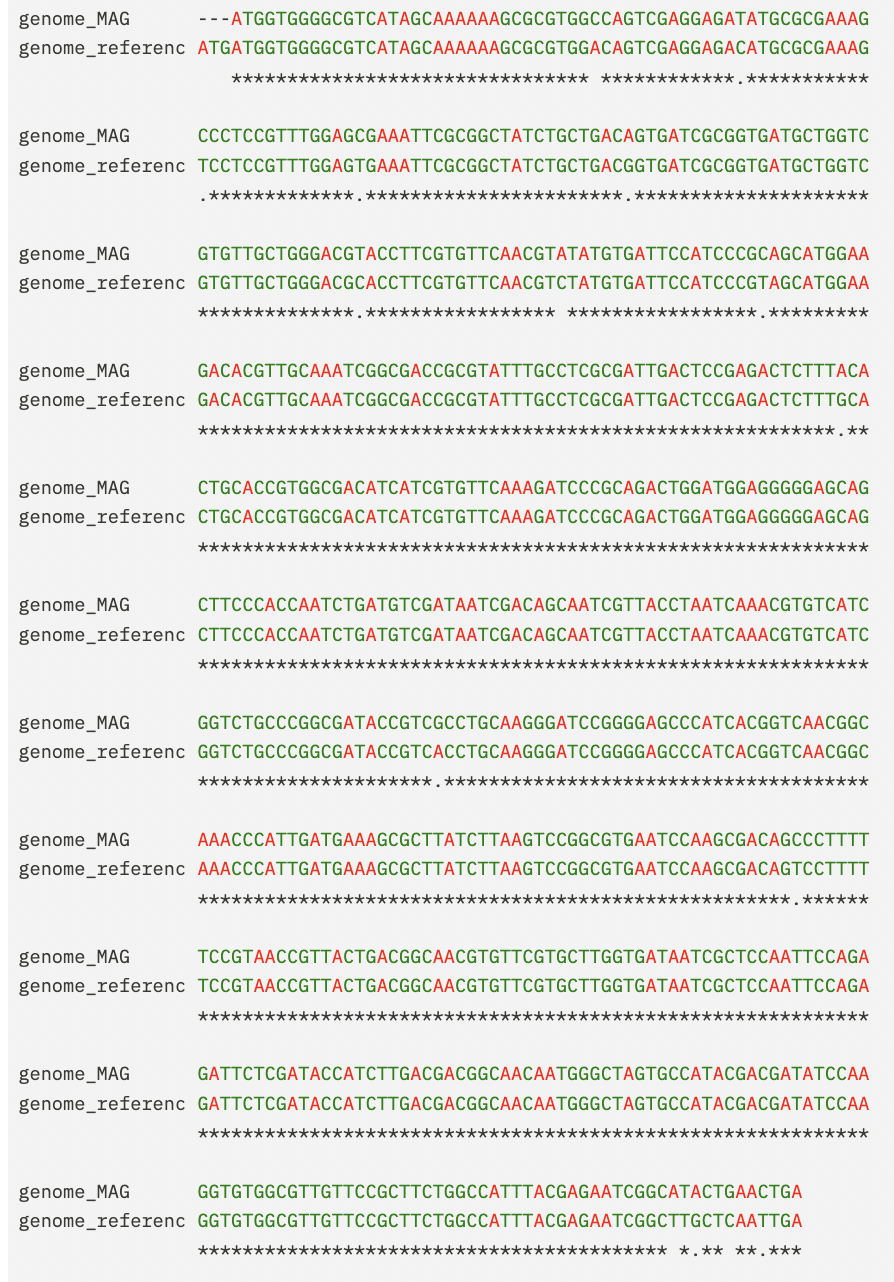 genome_MAG ---ATGGTGGGGCGTCATAGCAAAAAAGCGCGTGGCCAGTCGAGGAGATATGCGCGAAAG
genome_referenc ATGATGGTGGGGCGTCATAGCAAAAAAGCGCGTGGACAGTCGAGGAGACATGCGCGAAAG
******************************** ************.***********
genome_MAG CCCTCCGTTTGGAGCGAAATTCGCGGCTATCTGCTGACAGTGATCGCGGTGATGCTGGTC
genome_referenc TCCTCCGTTTGGAGTGAAATTCGCGGCTATCTGCTGACGGTGATCGCGGTGATGCTGGTC
.*************.***********************.*********************
genome_MAG GTGTTGCTGGGACGTACCTTCGTGTTCAACGTATATGTGATTCCATCCCGCAGCATGGAA
genome_referenc GTGTTGCTGGGACGCACCTTCGTGTTCAACGTCTATGTGATTCCATCCCGTAGCATGGAA
**************.***************** *****************.*********
genome_MAG GACACGTTGCAAATCGGCGACCGCGTATTTGCCTCGCGATTGACTCCGAGACTCTTTACA
genome_referenc GACACGTTGCAAATCGGCGACCGCGTATTTGCCTCGCGATTGACTCCGAGACTCTTTGCA
*********************************************************.**
genome_MAG CTGCACCGTGGCGACATCATCGTGTTCAAAGATCCCGCAGACTGGATGGAGGGGGAGCAG
genome_referenc CTGCACCGTGGCGACATCATCGTGTTCAAAGATCCCGCAGACTGGATGGAGGGGGAGCAG
************************************************************
genome_MAG CTTCCCACCAATCTGATGTCGATAATCGACAGCAATCGTTACCTAATCAAACGTGTCATC
genome_referenc CTTCCCACCAATCTGATGTCGATAATCGACAGCAATCGTTACCTAATCAAACGTGTCATC
************************************************************
genome_MAG GGTCTGCCCGGCGATACCGTCGCCTGCAAGGGATCCGGGGAGCCCATCACGGTCAACGGC
genome_referenc GGTCTGCCCGGCGATACCGTCACCTGCAAGGGATCCGGGGAGCCCATCACGGTCAACGGC
*********************.**************************************
genome_MAG AAACCCATTGATGAAAGCGCTTATCTTAAGTCCGGCGTGAATCCAAGCGACAGCCCTTTT
genome_referenc AAACCCATTGATGAAAGCGCTTATCTTAAGTCCGGCGTGAATCCAAGCGACAGTCCTTTT
*****************************************************.******
genome_MAG TCCGTAACCGTTACTGACGGCAACGTGTTCGTGCTTGGTGATAATCGCTCCAATTCCAGA
genome_referenc TCCGTAACCGTTACTGACGGCAACGTGTTCGTGCTTGGTGATAATCGCTCCAATTCCAGA
************************************************************
genome_MAG GATTCTCGATACCATCTTGACGACGGCAACAATGGGCTAGTGCCATACGACGATATCCAA
genome_referenc GATTCTCGATACCATCTTGACGACGGCAACAATGGGCTAGTGCCATACGACGATATCCAA
************************************************************
genome_MAG GGTGTGGCGTTGTTCCGCTTCTGGCCATTTACGAGAATCGGCATACTGAACTGA
genome_referenc GGTGTGGCGTTGTTCCGCTTCTGGCCATTTACGAGAATCGGCTTGCTCAATTGA
****************************************** *.** **.***